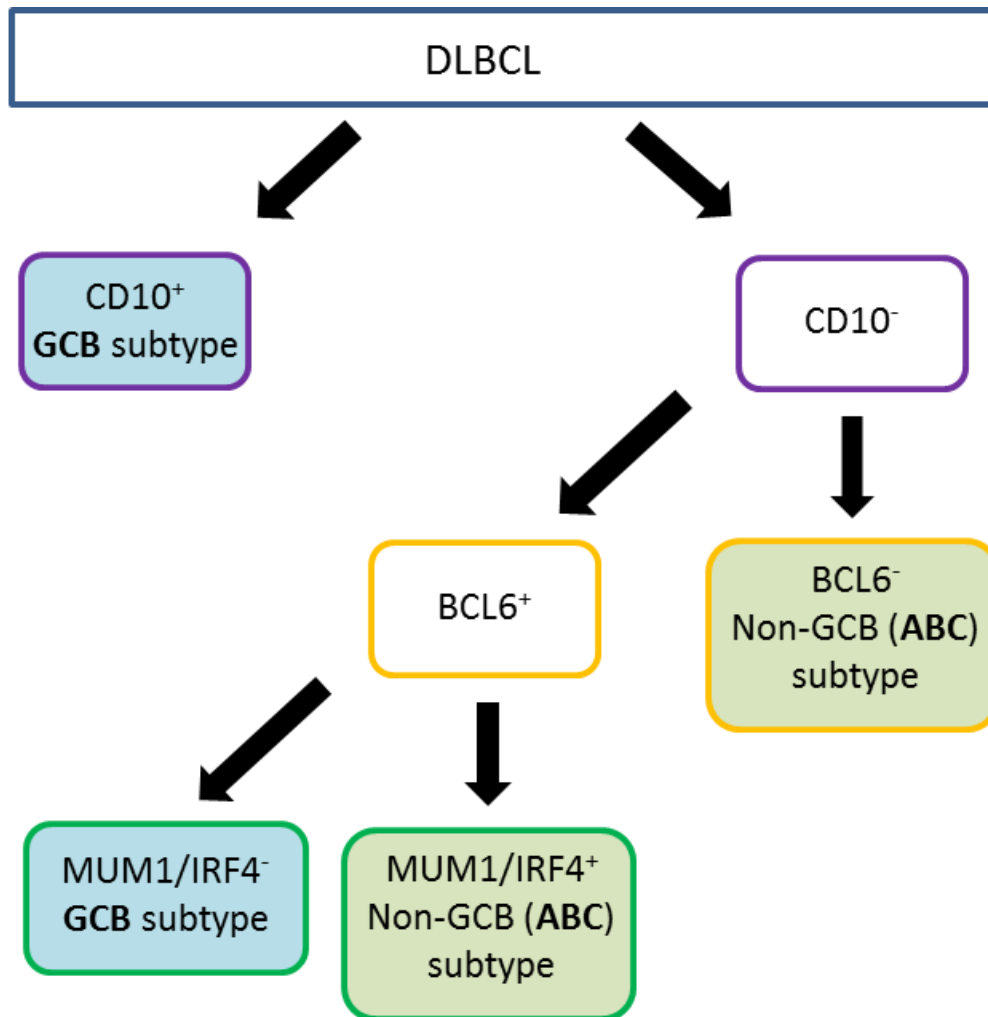 DLBCL
CD10⁺
GCB subtype
CD10⁻
BCL6⁺
BCL6⁻
Non-GCB (ABC)
subtype
MUM1/IRF4⁻
GCB subtype
MUM1/IRF4⁺
Non-GCB (ABC)
subtype